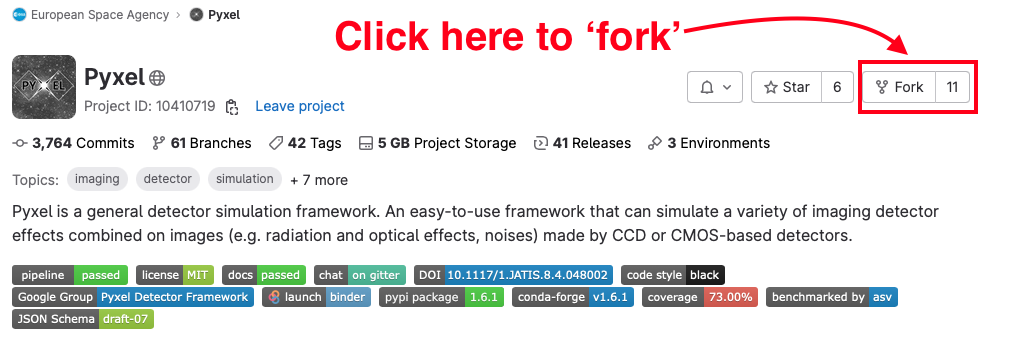 European Space Agency > Pyxel
Click here to ‘fork’
PYXEL
Pyxel
Project ID: 10410719 Leave project
Star 6
Fork 11
3,764 Commits 61 Branches 42 Tags 5 GB Project Storage 41 Releases 3 Environments
Topics: imaging detector simulation + 7 more
Pyxel is a general detector simulation framework. An easy-to-use framework that can simulate a variety of imaging detector
effects combined on images (e.g. radiation and optical effects, noises) made by CCD or CMOS-based detectors.
pipeline passed license MIT docs passed chat on gitter DOI 10.1117/1.JATIS.8.4.048002 code style black
Google Group Pyxel Detector Framework launch binder pypi package 1.6.1 conda-forge v1.6.1 coverage 73.00% benchmarked by asv
JSON Schema draft-07